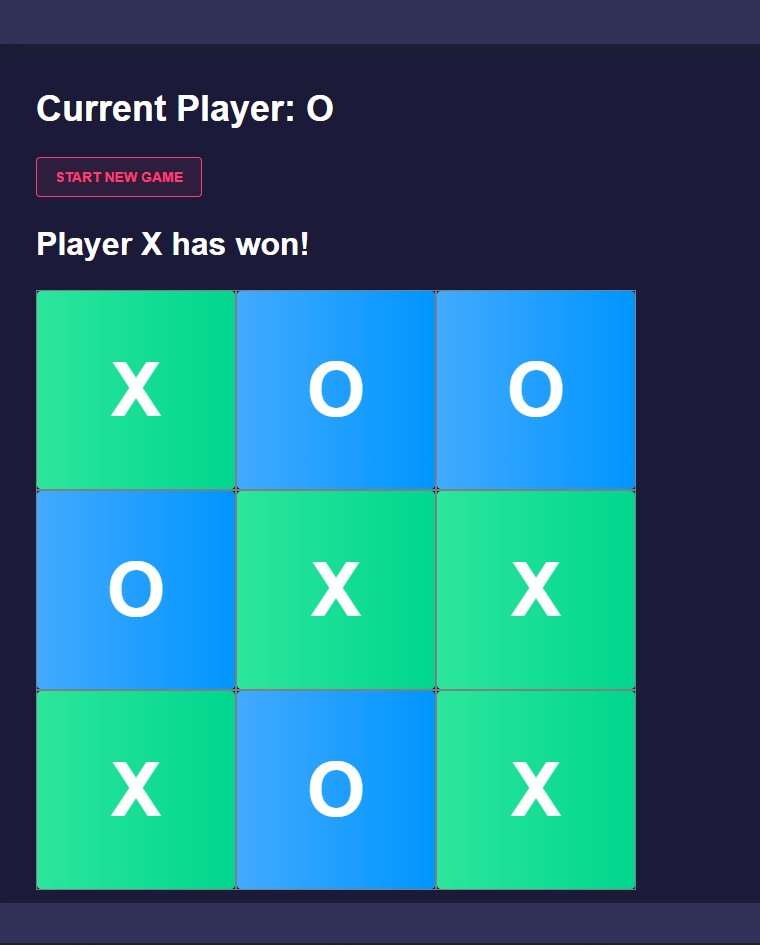 Current Player: O
START NEW GAME
Player X has won!
X O O
O X X
X O X